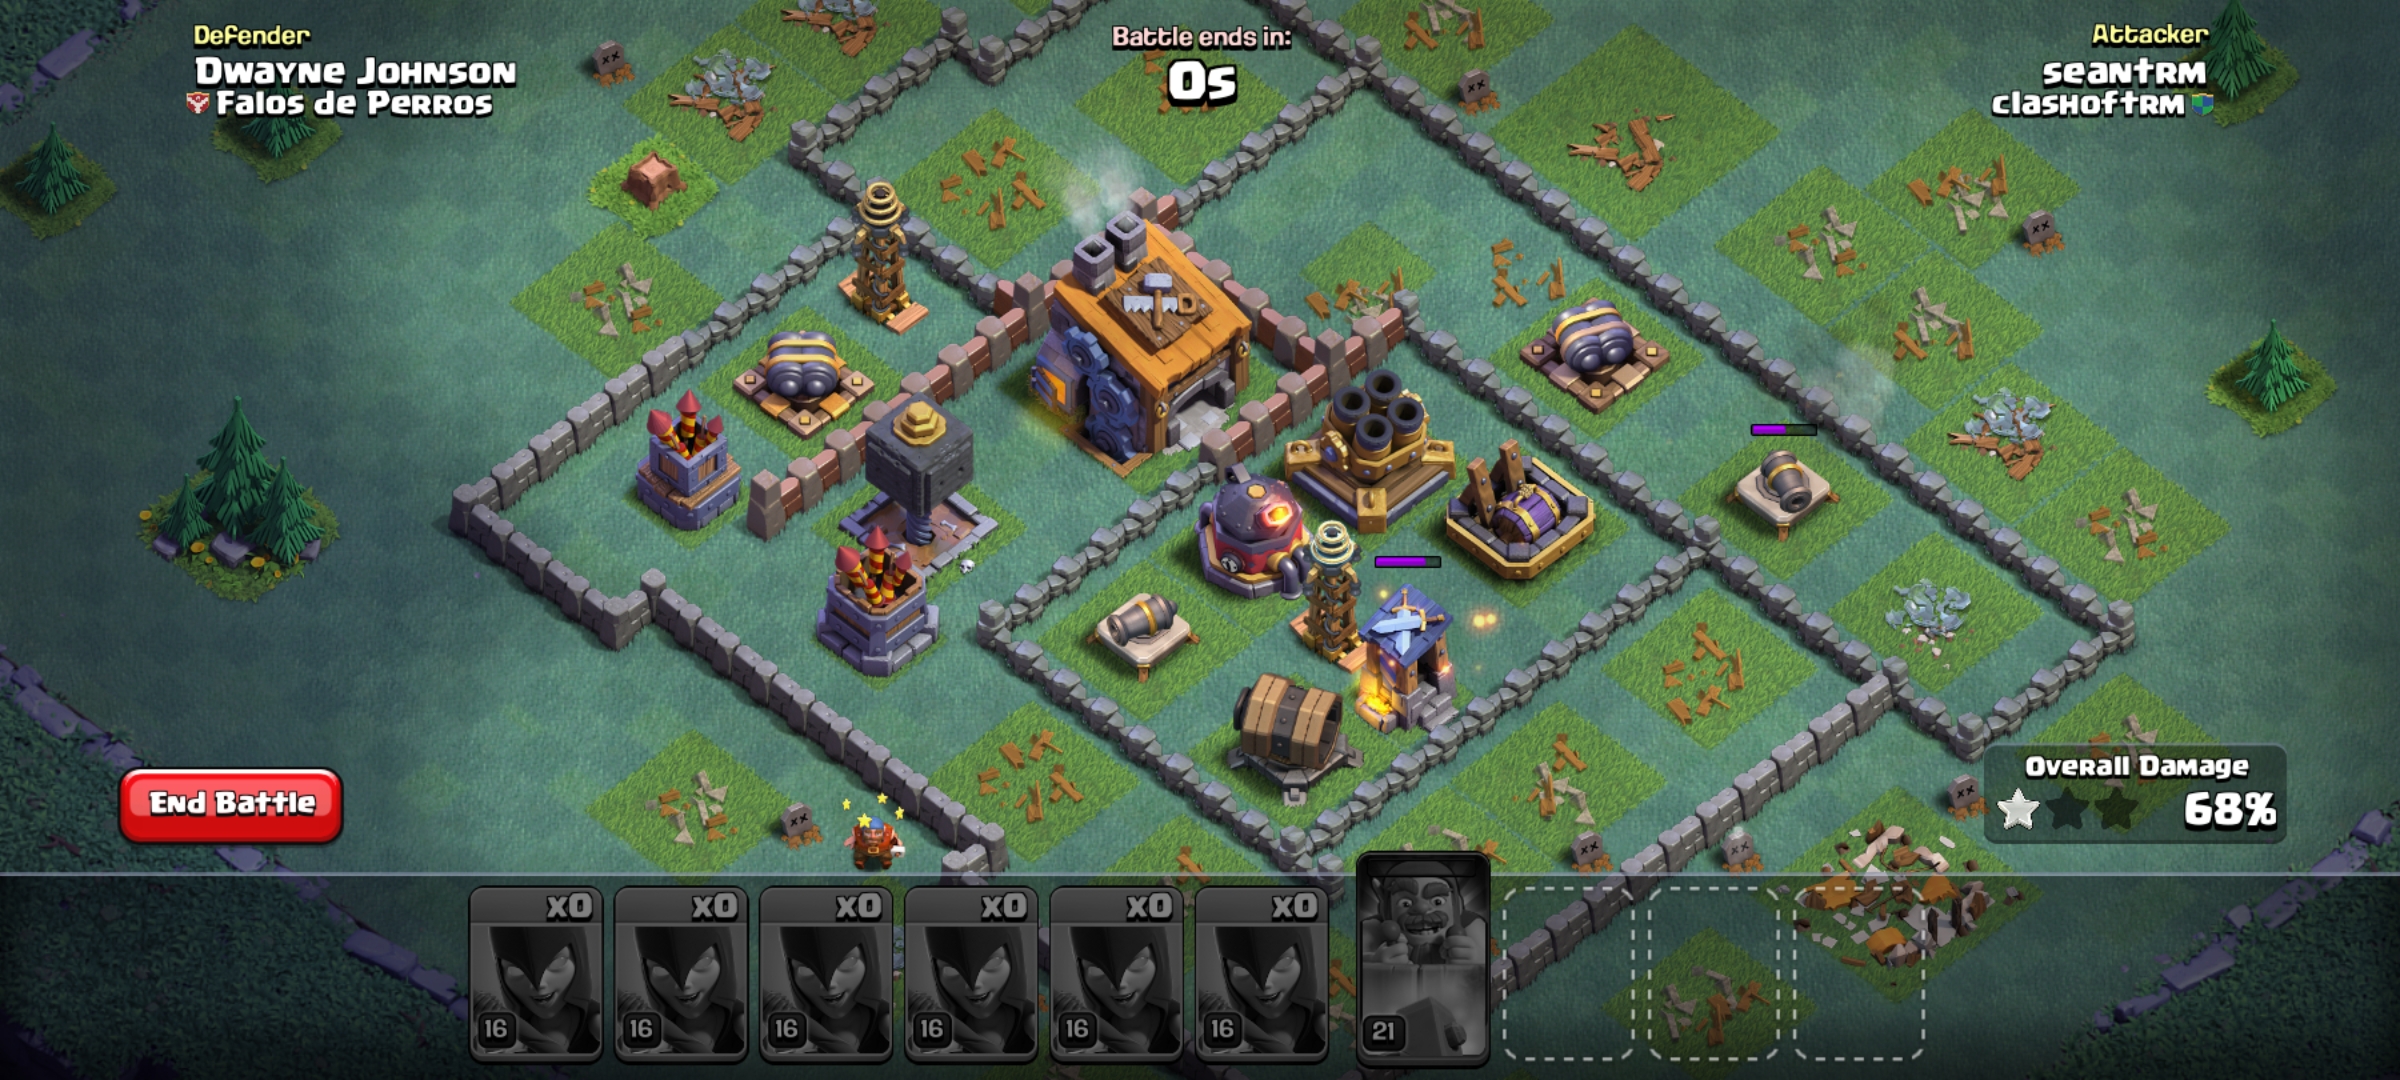 Defender
Dwayne Johnson
Falos de Perros
Battle ends in:
0s
Attacker
seantrm
clashoftrm
End Battle
Overall Damage
68%
x0
x0
x0
x0
x0
x0
16
16
16
16
16
16
21